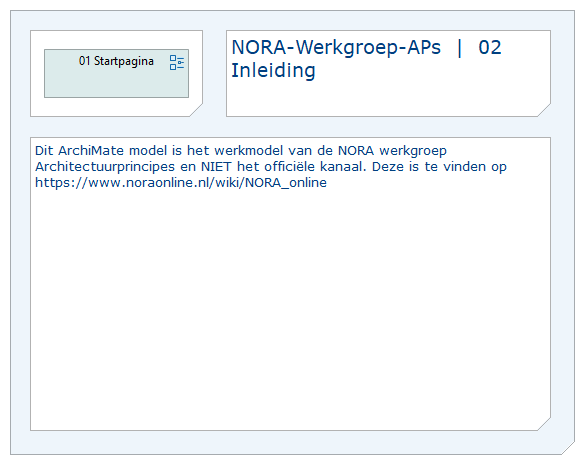 01 Startpagina
NORA-Werkgroep-APs | 02
Inleiding
Dit ArchiMate model is het werkmodel van de NORA werkgroep
Architectuurprincipes en NIET het officiële kanaal. Deze is te vinden op
https://www.noraonline.nl/wiki/NORA_online